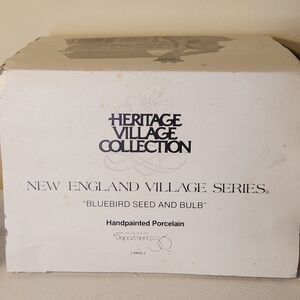 HERITAGE
VILLAGE
COLLECTION
NEW ENGLAND VILLAGE SERIES®
"BLUEBIRD SEED AND BULB"
Handpainted Porcelain
Department 56